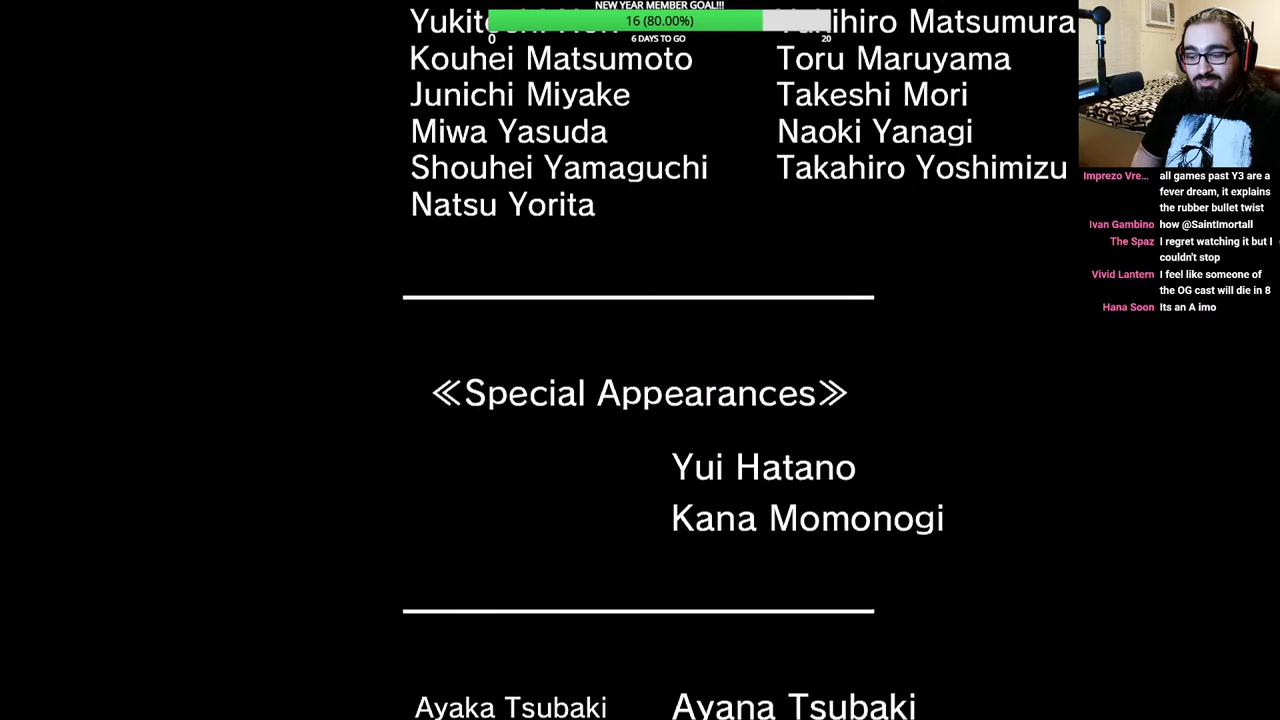 NEW YEAR MEMBER GOAL!!!
16 (80.00%)
0
6 DAYS TO GO
20
Matsumura
Kouhei Matsumoto
Toru Maruyama
Junichi Miyake
Takeshi Mori
Miwa Yasuda
Naoki Yanagi
Shouhei Yamaguchi
Takahiro Yoshimizu
Natsu Yorita
≪Special Appearances≫
Yui Hatano
Kana Momonogi
Ayaka Tsubaki
Ayana Tsubaki
Imprezo Vre... all games past Y3 are a
fever dream, it explains
the rubber bullet twist
Ivan Gambino how @SaintImortall
The Spaz I regret watching it but I
couldn't stop
Vivid Lantern I feel like someone of
the OG cast will die in 8
Hana Soon Its an A imo